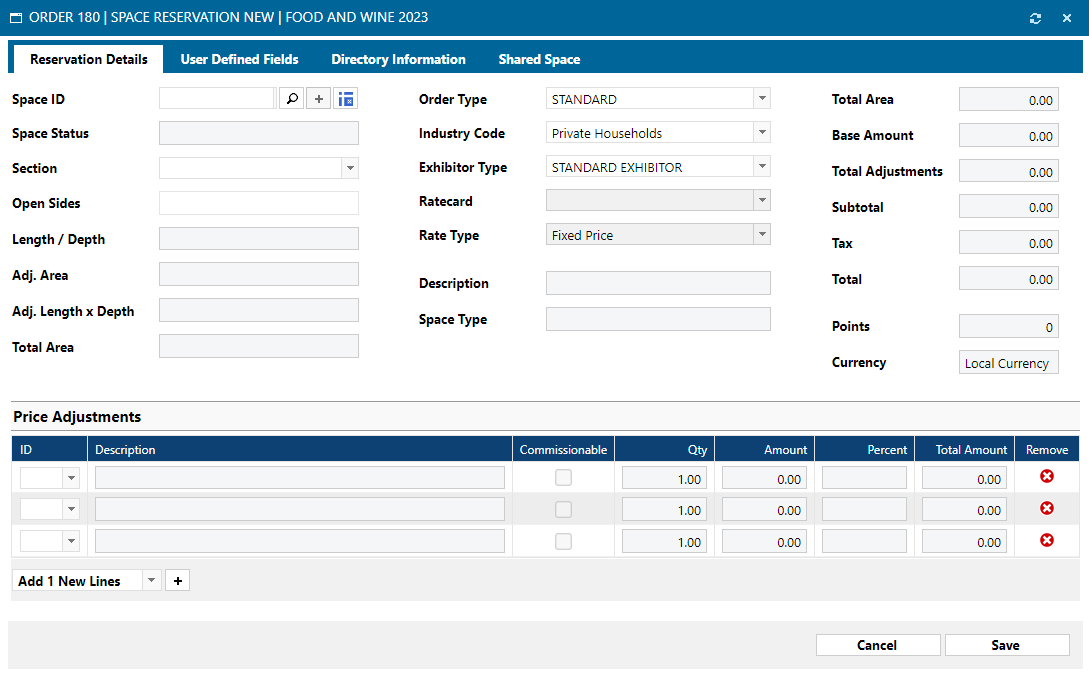 ORDER 180 | SPACE RESERVATION NEW | FOOD AND WINE 2023
Reservation Details User Defined Fields Directory Information Shared Space
Space ID
Space Status
Section
Open Sides
Length / Depth
Adj. Area
Adj. Length x Depth
Total Area
Order Type STANDARD
Industry Code Private Households
Exhibitor Type STANDARD EXHIBITOR
Ratecard
Rate Type Fixed Price
Description
Space Type
Total Area 0.00
Base Amount 0.00
Total Adjustments 0.00
Subtotal 0.00
Tax 0.00
Total 0.00
Points 0
Currency Local Currency
Price Adjustments
ID Description Commissionable Qty Amount Percent Total Amount Remove
1.00 0.00 0.00
1.00 0.00 0.00
1.00 0.00 0.00
Add 1 New Lines
Cancel Save